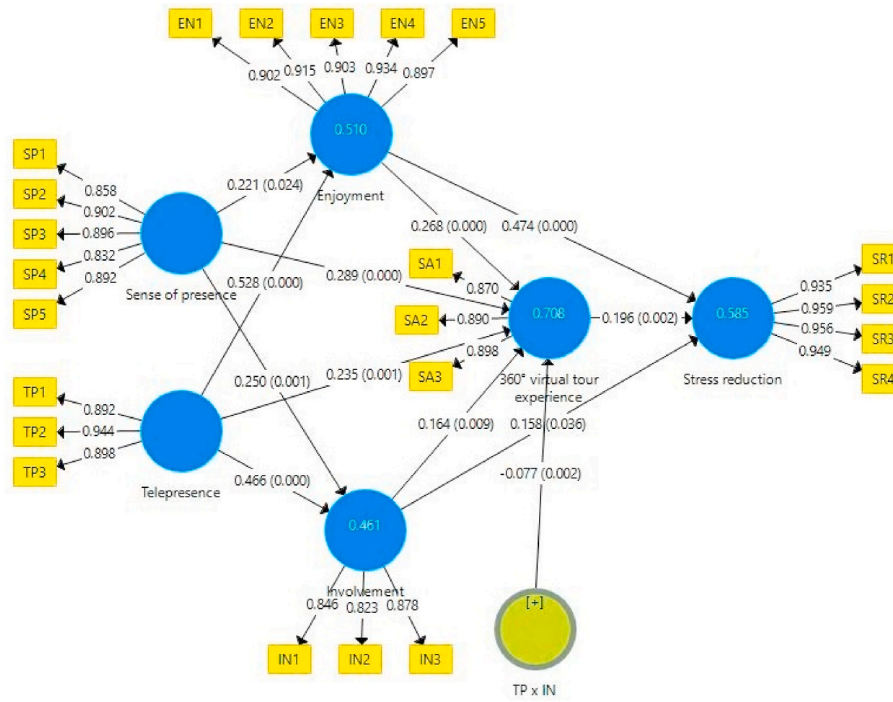 EN1
EN2
EN3
EN4
EN5
0.902
0.915
0.903
0.934
0.897
0.510
Enjoyment
SP1
SP2
SP3
SP4
SP5
0.858
0.902
0.896
0.832
0.892
Sense of presence
0.221 (0.024)
0.268 (0.000)
0.474 (0.000)
0.528 (0.000)
0.289 (0.000)
SA1
SA2
SA3
0.870
0.890
0.898
0.708
360° virtual tour
experience
0.196 (0.002)
0.585
Stress reduction
SR1
SR2
SR3
SR4
0.935
0.959
0.956
0.949
TP1
TP2
TP3
0.892
0.944
0.898
Telepresence
0.250 (0.001)
0.235 (0.001)
0.164 (0.009)
0.158 (0.036)
0.466 (0.000)
-0.077 (0.002)
0.461
Involvement
0.846
0.823
0.878
IN1
IN2
IN3
[+]
TP x IN